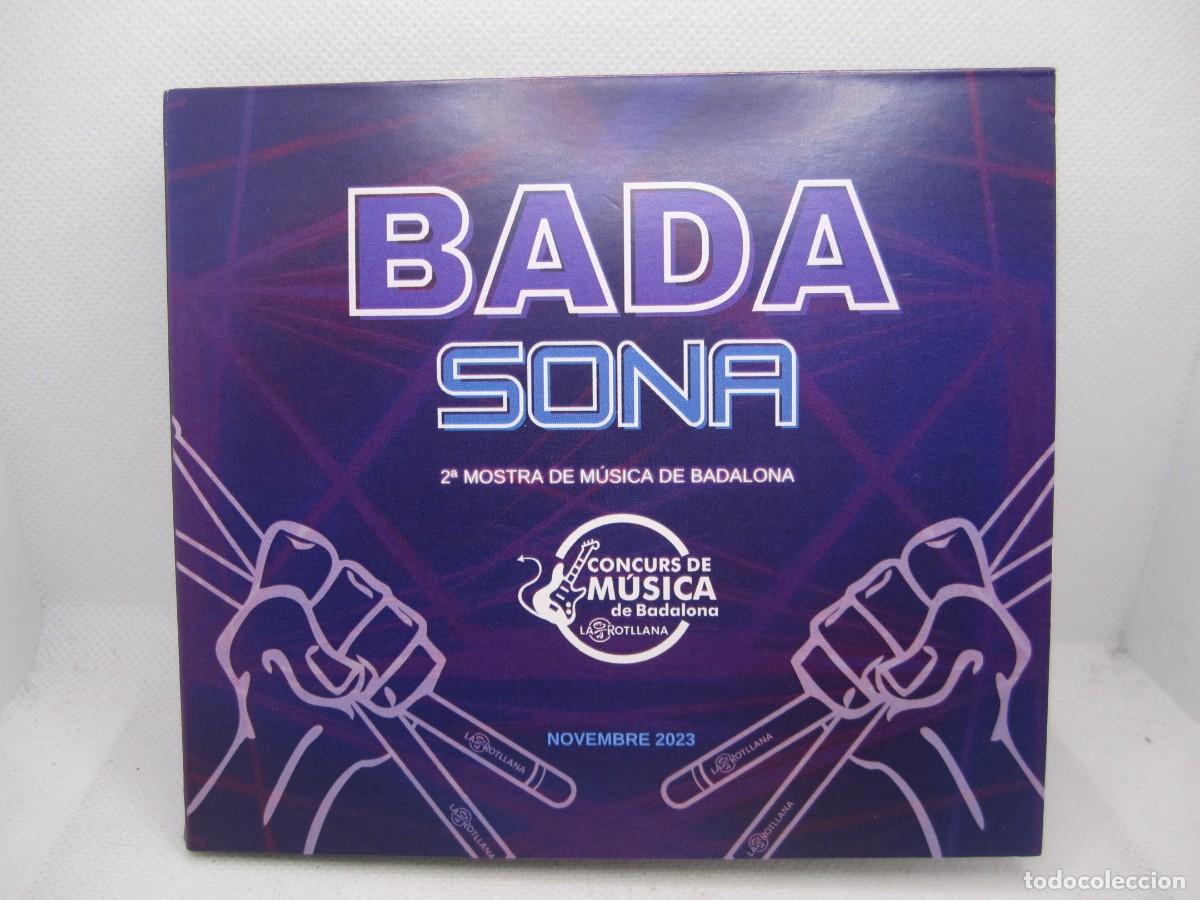 BADA
SONA
2ª MOSTRA DE MÚSICA DE BADALONA
CONCURS DE
MÚSICA
de Badalona
LA ROTLLANA
NOVEMBRE 2023
LA ROTLLANA
LA ROTLLANA
LA ROTLLANA
LA ROTLLANA
todocoleccion